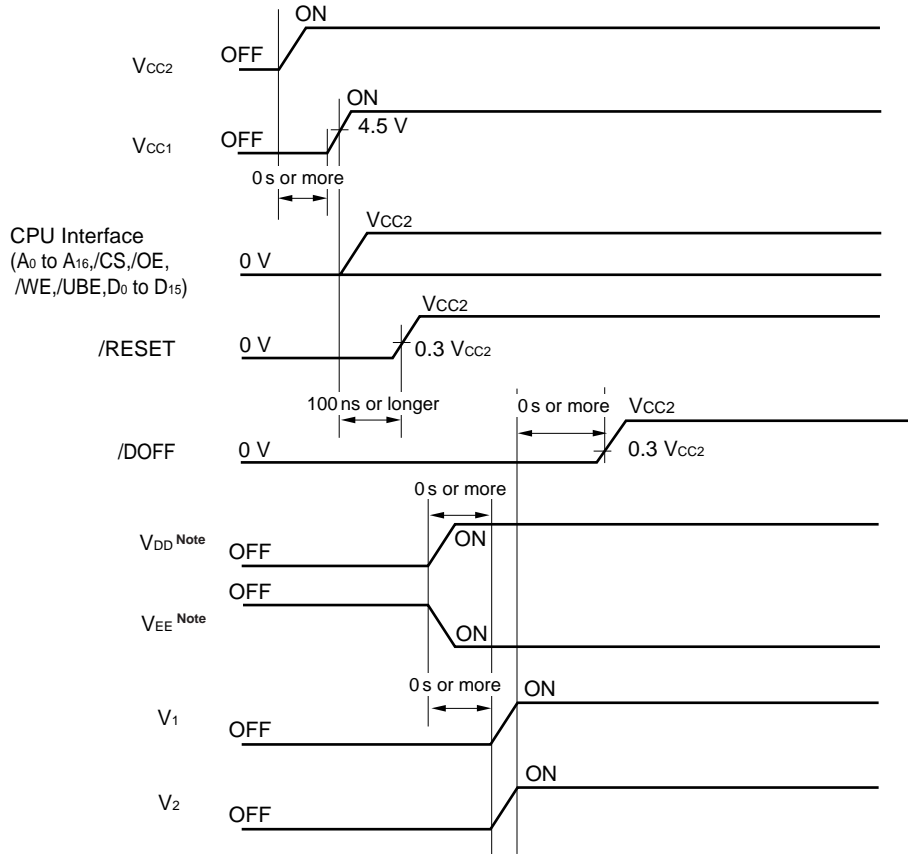 ON
OFF
VCC2
ON
4.5 V
OFF
VCC1
0 s or more
VCC2
CPU Interface
(A0 to A16,/CS,/OE,
/WE,/UBE,D0 to D15)
0 V
VCC2
/RESET
0 V
0.3 VCC2
100 ns or longer
0 s or more
VCC2
/DOFF
0 V
0.3 VCC2
0 s or more
VDD Note
OFF
ON
OFF
VEE Note
ON
0 s or more
ON
V1
OFF
ON
V2
OFF